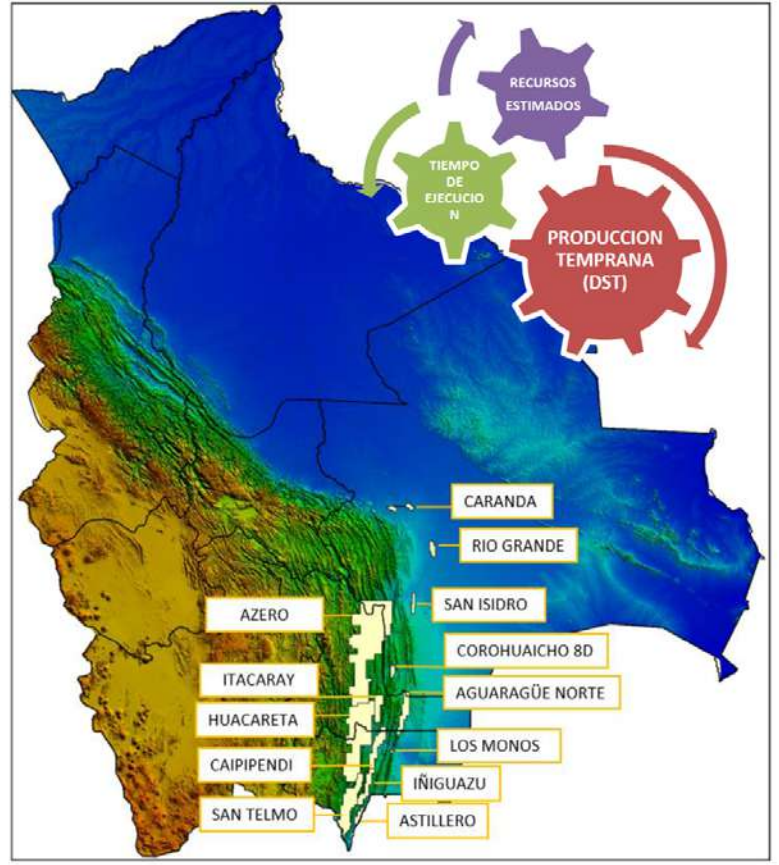 RECURSOS
ESTIMADOS
TIEMPO
DE
EJECUCIO
N
PRODUCCION
TEMPRANA
(DST)
CARANDA
RIO GRANDE
SAN ISIDRO
AZERO
COROHUAICHO 8D
ITACARAY
AGUARAGÜE NORTE
HUACARETA
LOS MONOS
CAIPIPENDI
IÑIGUAZU
SAN TELMO
ASTILLERO